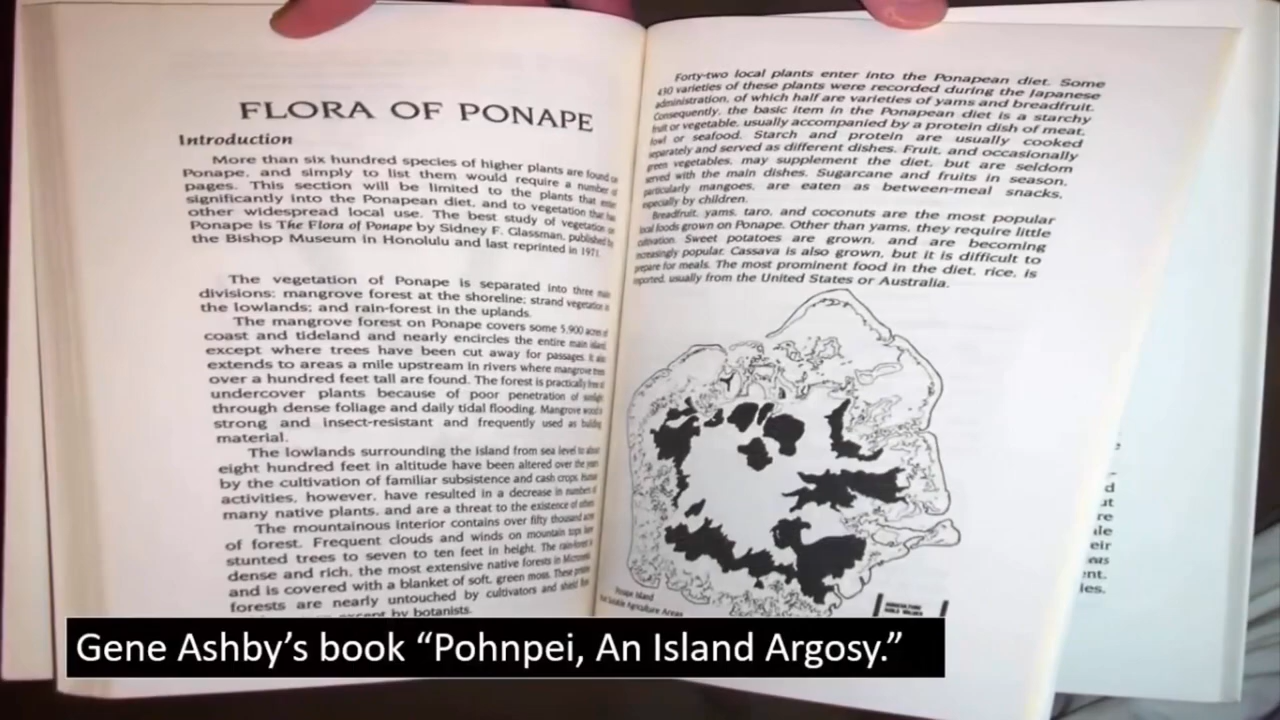 FLORA OF PONAPE
Introduction
More than six hundred species of higher plants are found on
Ponape, and simply to list them would require a number of
pages. This section will be limited to the plants that enter
significantly into the Ponapean diet, and to vegetation that has
other widespread local use. The best study of vegetation on
Ponape is The Flora of Ponape by Sidney F. Glassman, published by
the Bishop Museum in Honolulu and last reprinted in 1971.
The vegetation of Ponape is separated into three main
divisions: mangrove forest at the shoreline; strand vegetation in
the lowlands; and rain-forest in the uplands.
The mangrove forest on Ponape covers some 5,900 acres of
coast and tideland and nearly encircles the entire main island,
except where trees have been cut away for passages. It also
extends to areas a mile upstream in rivers where mangrove trees
over a hundred feet tall are found. The forest is practically free of
undercover plants because of poor penetration of sunlight
through dense foliage and daily tidal flooding. Mangrove wood is
strong and insect-resistant and frequently used as building
material.
The lowlands surrounding the island from sea level to about
eight hundred feet in altitude have been altered over the years
by the cultivation of familiar subsistence and cash crops. Human
activities, however, have resulted in a decrease in numbers of
many native plants, and are a threat to the existence of others.
The mountainous interior contains over fifty thousand acres
of forest. Frequent clouds and winds on mountain tops have
stunted trees to seven to ten feet in height. The rain-forest is
dense and rich, the most extensive native forests in Micronesia
and is covered with a blanket of soft, green moss. These
forests are nearly untouched by cultivators and
except by botanists.
Forty-two local plants enter into the Ponapean diet. Some
430 varieties of these plants were recorded during the Japanese
administration, of which half are varieties of yams and breadfruit.
Consequently, the basic item in the Ponapean diet is a starchy
fruit or vegetable, usually accompanied by a protein dish of meat,
fowl or seafood. Starch and protein are usually cooked
separately and served as different dishes. Fruit, and occasionally
green vegetables, may supplement the diet, but are seldom
served with the main dishes. Sugarcane and fruits in season,
particularly mangoes, are eaten as between-meal snacks,
especially by children.
Breadfruit, yams, taro, and coconuts are the most popular
local foods grown on Ponape. Other than yams, they require little
cultivation. Sweet potatoes are grown, and are becoming
increasingly popular. Cassava is also grown, but it is difficult to
prepare for meals. The most prominent food in the diet, rice, is
imported, usually from the United States or Australia.
Ponape Island
Suitable Agriculture Areas
Gene Ashby’s book “Pohnpei, An Island Argosy.”